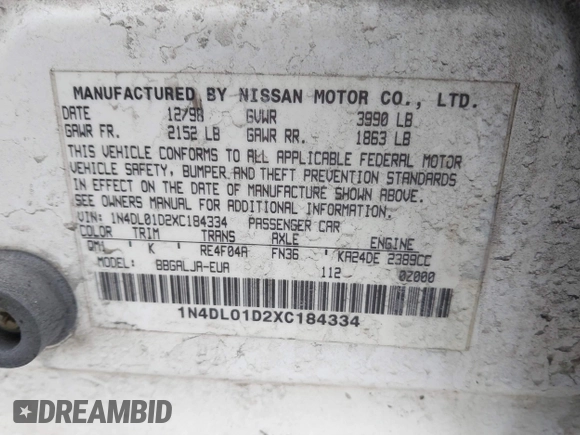 MANUFACTURED BY NISSAN MOTOR CO., LTD.
DATE 12/98 GVWR 3990 LB
GAWR FR. 2152 LB GAWR RR. 1863 LB
THIS VEHICLE CONFORMS TO ALL APPLICABLE FEDERAL MOTOR
VEHICLE SAFETY, BUMPER, AND THEFT PREVENTION STANDARDS
IN EFFECT ON THE DATE OF MANUFACTURE SHOWN ABOVE.
SEE OWNERS MANUAL FOR ADDITIONAL INFORMATION
VIN: 1N4DL01D2XC184334 PASSENGER CAR
COLOR TRIM TRANS AXLE ENGINE
QM1 K RE4F04A FN36 KA24DE 2389CC
MODEL: BBGALJA-EUA 112 02000
1N4DL01D2XC184334
DREAMBID